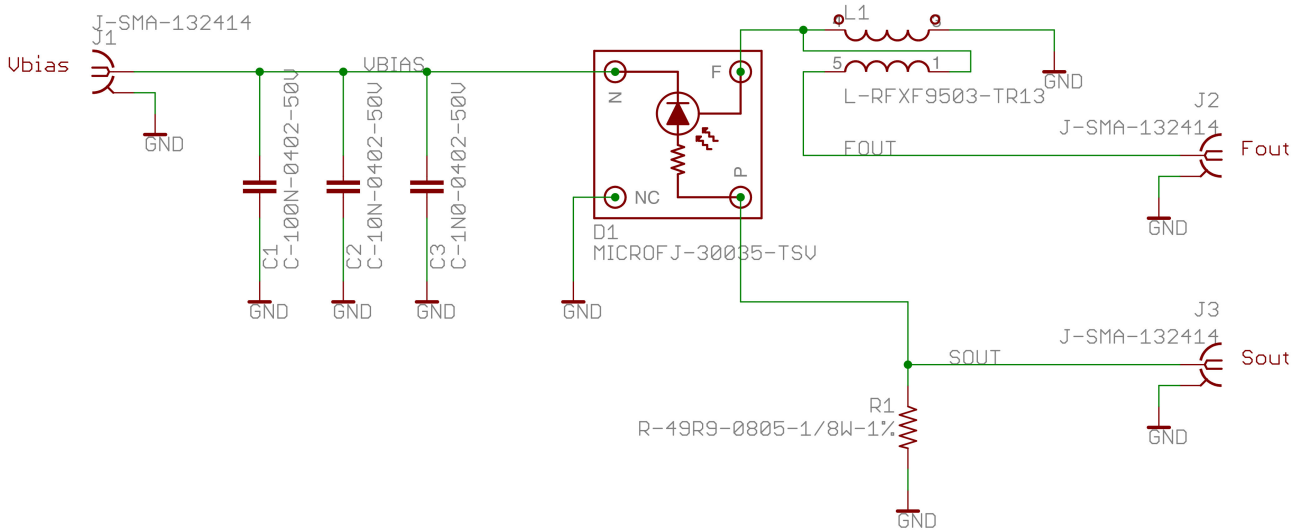 J-SMA-132414
J1
Vbias
VBIAS
GND
C1
C-100N-0402-50V
C2
C-10N-0402-50V
C3
C-1N0-0402-50V
GND
GND
GND
N
F
P
NC
D1
MICROFJ-30035-TSV
GND
L1
5
1
L-RFXF9503-TR13
GND
FOUT
J2
J-SMA-132414
Fout
GND
J3
J-SMA-132414
Sout
SOUT
GND
R1
R-49R9-0805-1/8W-1%
GND